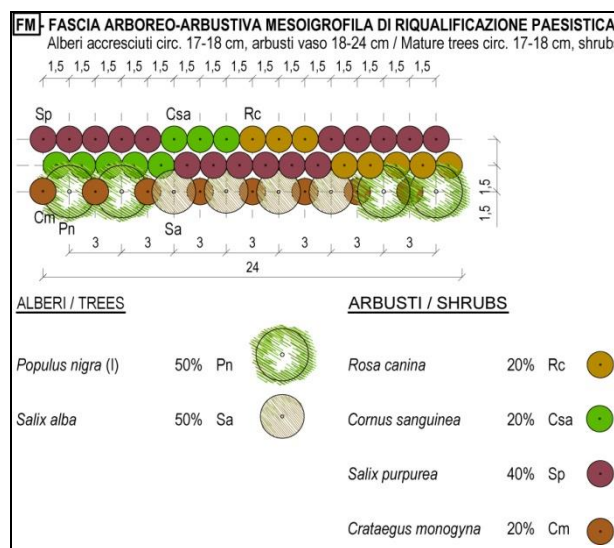 FM - FASCIA ARBOREO-ARBUSTIVA MESOIGROFILA DI RIQUALIFICAZIONE PAESISTICA
Alberi accresciuti circ. 17-18 cm, arbusti vaso 18-24 cm / Mature trees circ. 17-18 cm, shrubs
1,5 1,5 1,5 1,5 1,5 1,5 1,5 1,5 1,5 1,5 1,5 1,5 1,5 1,5 1,5
Sp Csa Rc
1,5
1,5
Cm Pn Sa
3 3 3 3 3 3 3
24
ALBERI / TREES
Populus nigra (I) 50% Pn
Salix alba 50% Sa
ARBUSTI / SHRUBS
Rosa canina 20% Rc
Cornus sanguinea 20% Csa
Salix purpurea 40% Sp
Crataegus monogyna 20% Cm